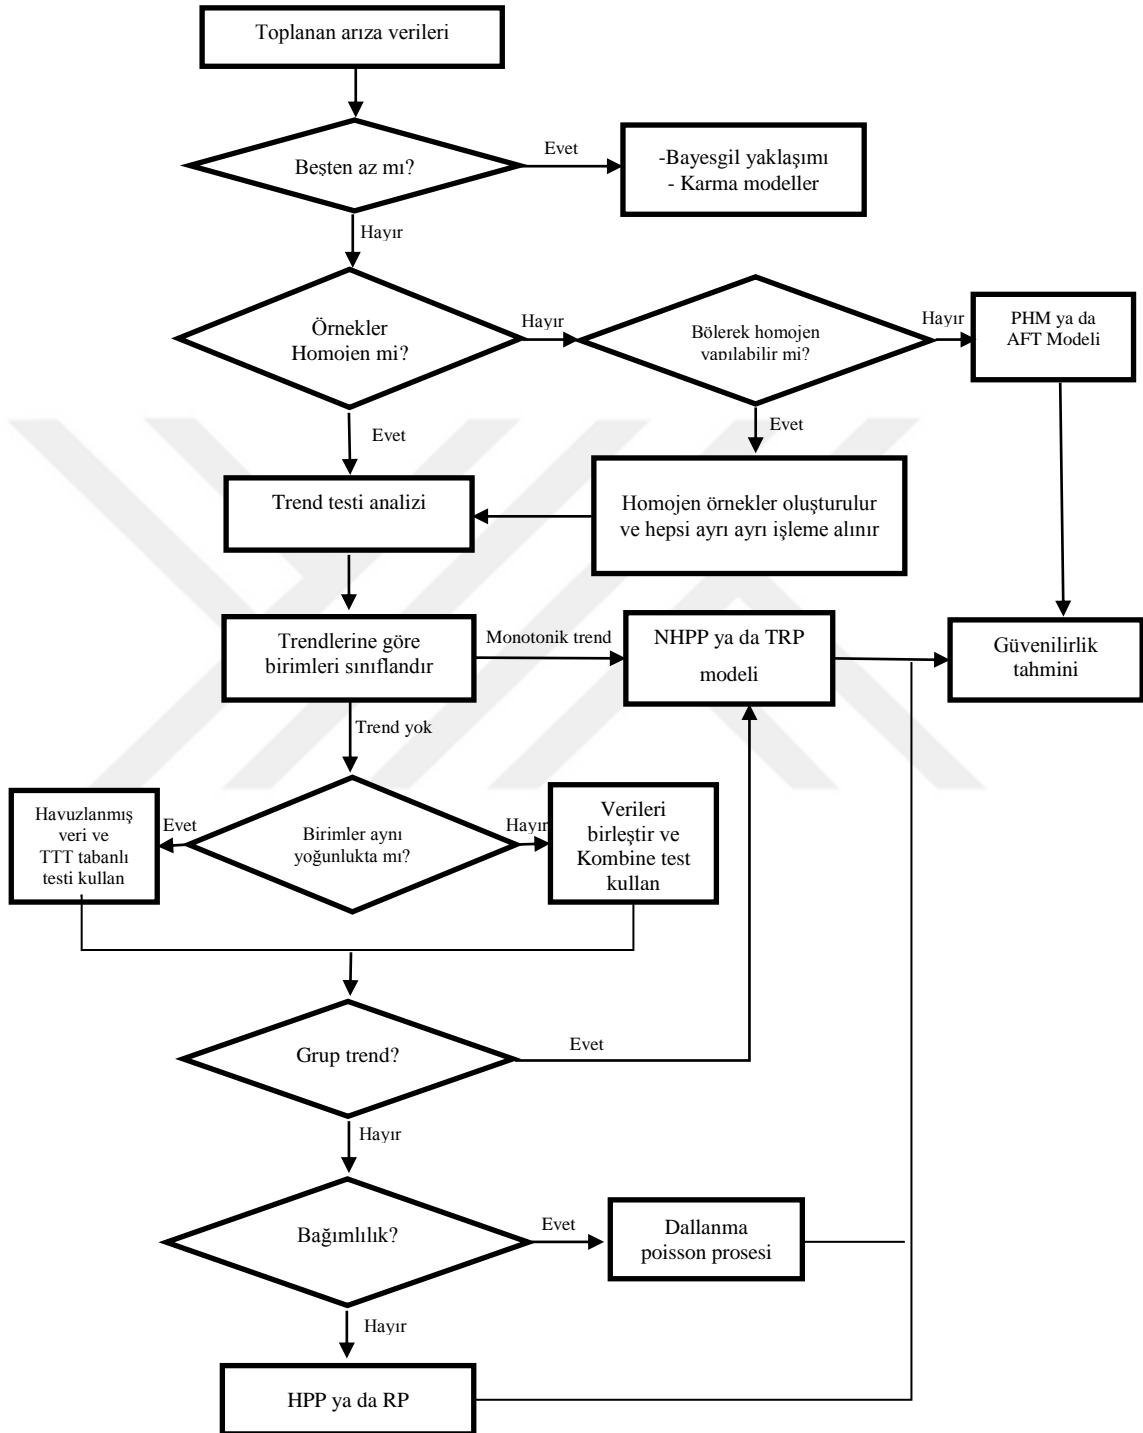 Toplanan arıza verileri
Beşten az mı?
Evet
-Bayesgil yaklaşımı
- Karma modeller
Hayır
Örnekler
Homojen mi?
Hayır
Bölerek homojen
yapılabilir mi?
Hayır
PHM ya da
AFT Modeli
Evet
Evet
Trend testi analizi
Homojen örnekler oluşturulur
ve hepsi ayrı ayrı işleme alınır
Trendlerine göre
birimleri sınıflandır
Monotonik trend
NHPP ya da TRP
modeli
Güvenilirlik
tahmini
Trend yok
Havuzlanmış
veri ve
TTT tabanlı
testi kullan
Evet
Birimler aynı
yoğunlukta mı?
Hayır
Verileri
birleştir ve
Kombine test
kullan
Grup trend?
Evet
Hayır
Bağımlılık?
Evet
Dallanma
poisson prosesi
Hayır
HPP ya da RP